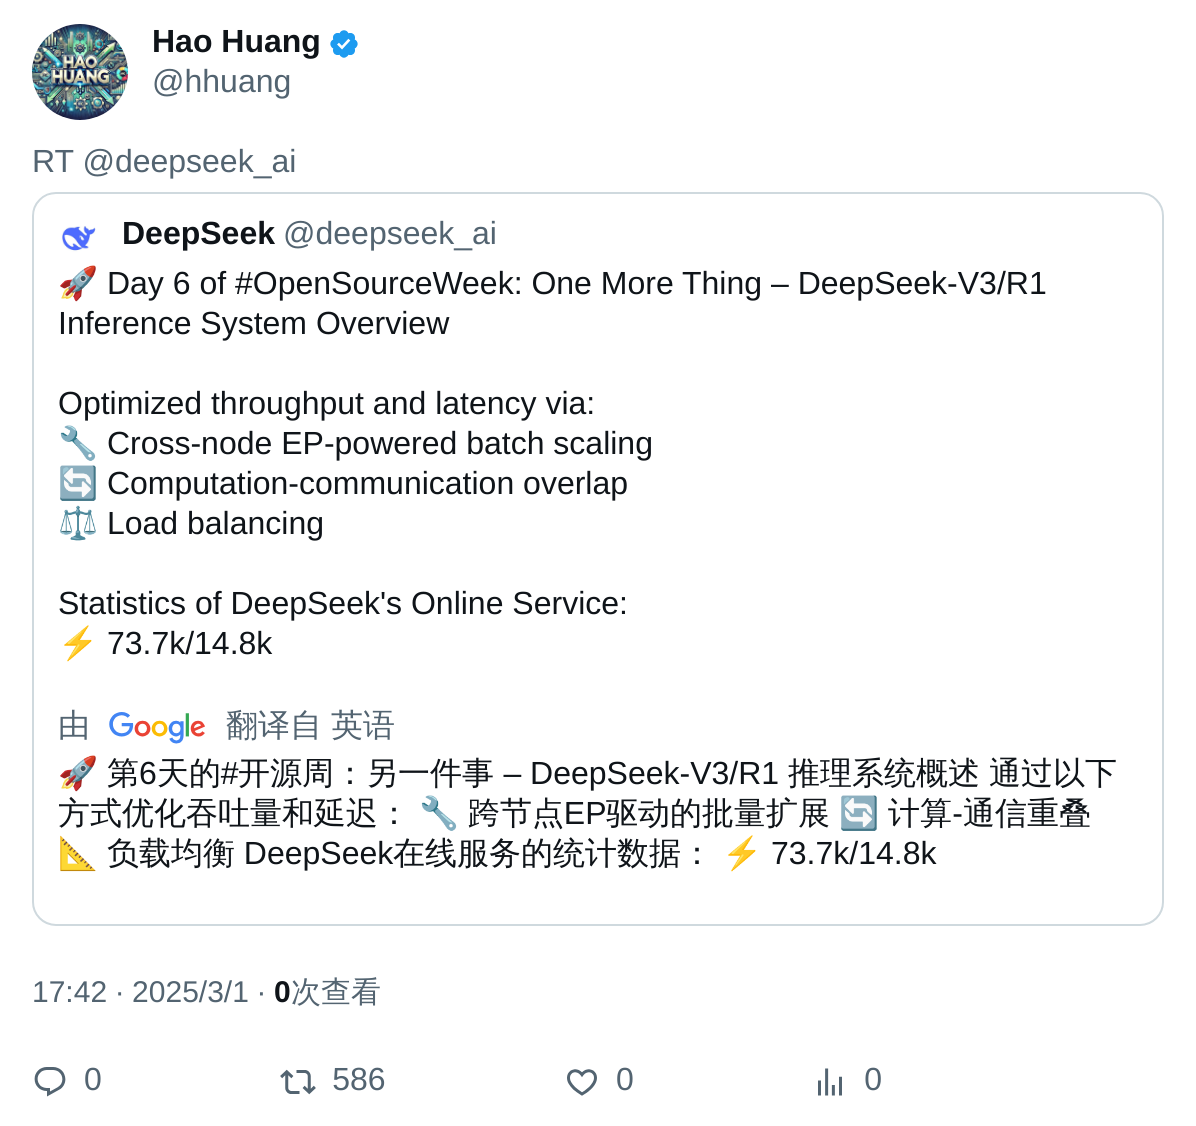 HAO
HUANG
Hao Huang
@hhuang
RT @deepseek_ai
DeepSeek @deepseek_ai
🚀 Day 6 of #OpenSourceWeek: One More Thing – DeepSeek-V3/R1
Inference System Overview
Optimized throughput and latency via:
🔧 Cross-node EP-powered batch scaling
🔄 Computation-communication overlap
⚖️ Load balancing
Statistics of DeepSeek's Online Service:
⚡ 73.7k/14.8k
由 Google 翻译自 英语
🚀 第6天的#开源周：另一件事 – DeepSeek-V3/R1 推理系统概述 通过以下
方式优化吞吐量和延迟： 🔧 跨节点EP驱动的批量扩展 🔄 计算-通信重叠
📐 负载均衡 DeepSeek在线服务的统计数据： ⚡ 73.7k/14.8k
17:42 · 2025/3/1 · 0次查看
0 586 0 0